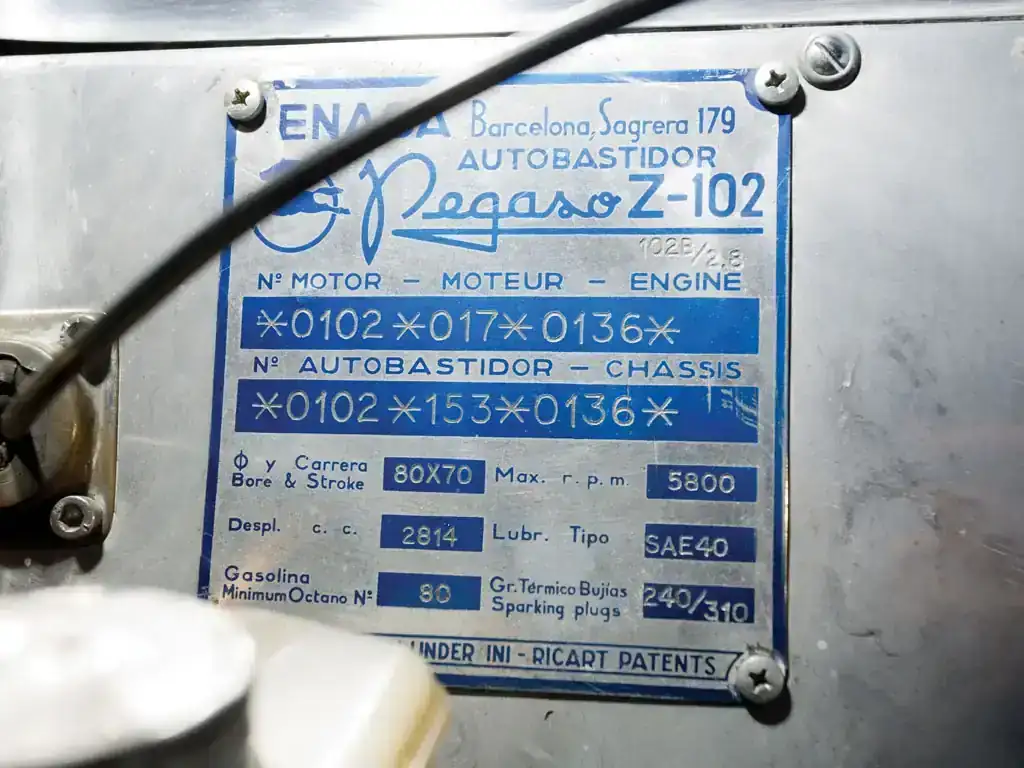 ENASA Barcelona, Sagrera 179
AUTOBASTIDOR
Pegaso Z-102
102B/2.8
Nº MOTOR - MOTEUR - ENGINE
*0102*017*0136*
Nº AUTOBASTIDOR - CHASSIS
*0102*153*0136*
Φ y Carrera
Bore & Stroke 80X70 Max. r.p.m. 5800
Despl. c.c. 2814 Lubr. Tipo SAE40
Gasolina
Minimum Octano Nº 80
Gr. Térmico Bujías
Sparking plugs 240/310
UNDER INI - RICART PATENTS